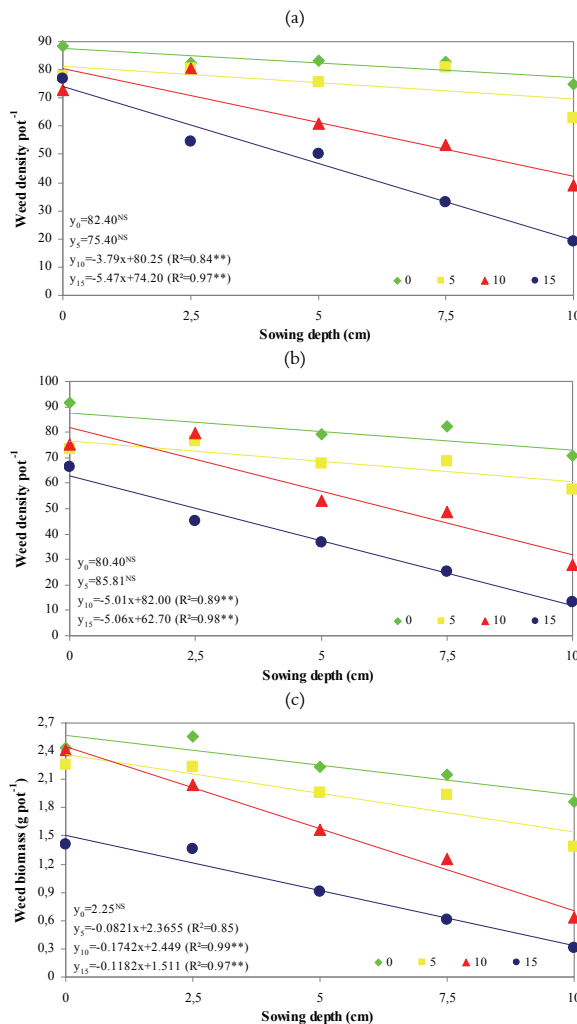 (a)
90
80
70
60
50
40
30
20
10
0
Weed density pot⁻¹
y₀=82.40ᴺˢ
y₅=75.40ᴺˢ
y₁₀=-3.79x+80.25 (R²=0.84**)
y₁₅=-5.47x+74.20 (R²=0.97**)
0 5 10 15
0 2,5 5 7,5 10
Sowing depth (cm)
(b)
100
90
80
70
60
50
40
30
20
10
0
Weed density pot⁻¹
y₀=80.40ᴺˢ
y₅=85.81ᴺˢ
y₁₀=-5.01x+82.00 (R²=0.89**)
y₁₅=-5.06x+62.70 (R²=0.98**)
0 5 10 15
0 2,5 5 7,5 10
Sowing depth (cm)
(c)
2,7
2,4
2,1
1,8
1,5
1,2
0,9
0,6
0,3
0
Weed biomass (g pot⁻¹)
y₀=2.25ᴺˢ
y₅=-0.0821x+2.3655 (R²=0.85)
y₁₀=-0.1742x+2.449 (R²=0.99**)
y₁₅=-0.1182x+1.511 (R²=0.97**)
0 5 10 15
0 2,5 5 7,5 10
Sowing depth (cm)